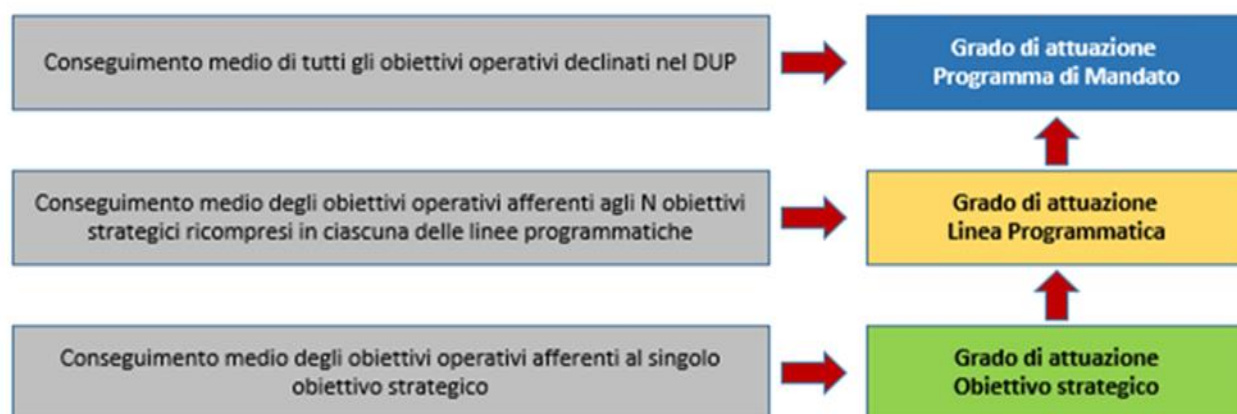 Conseguimento medio di tutti gli obiettivi operativi declinati nel DUP
Grado di attuazione
Programma di Mandato
Conseguimento medio degli obiettivi operativi afferenti agli N obiettivi
strategici ricompresi in ciascuna delle linee programmatiche
Grado di attuazione
Linea Programmatica
Conseguimento medio degli obiettivi operativi afferenti al singolo
obiettivo strategico
Grado di attuazione
Obiettivo strategico